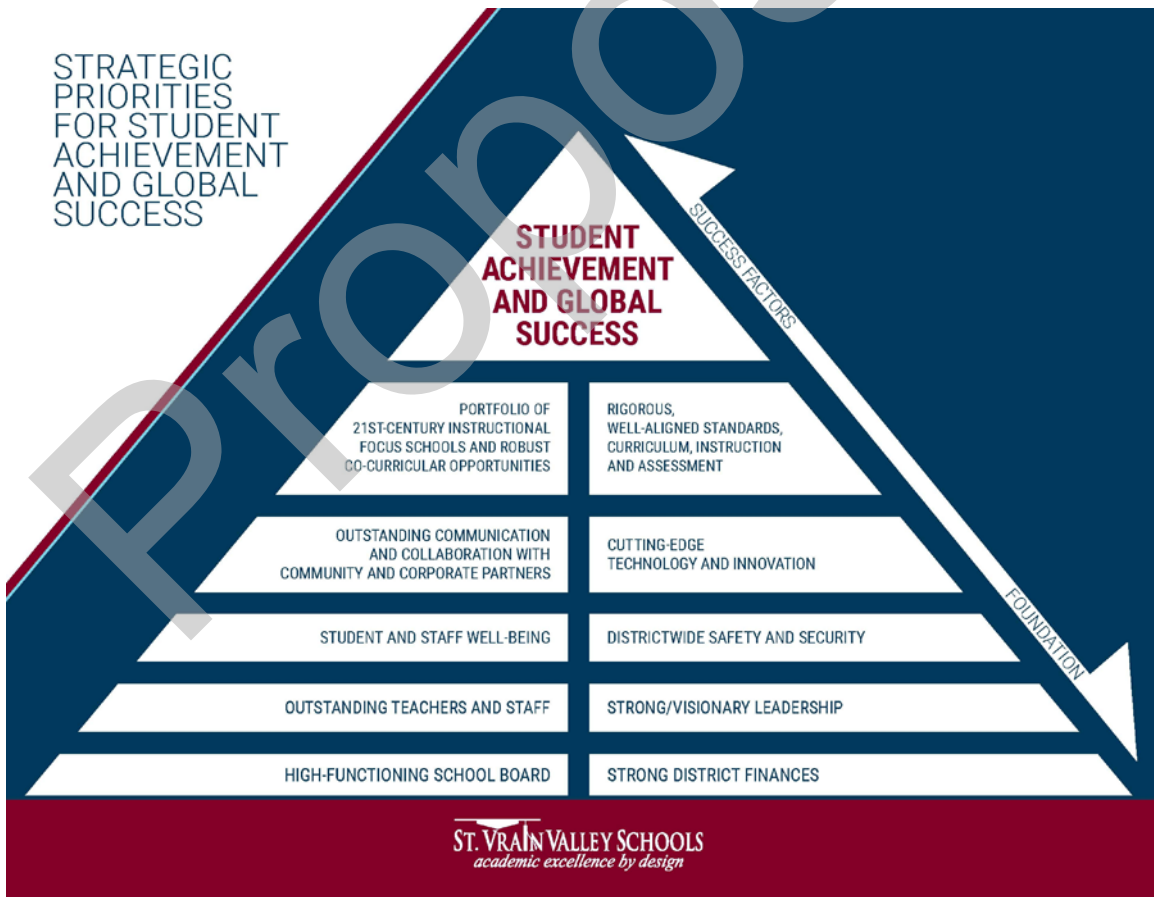 STRATEGIC
PRIORITIES
FOR STUDENT
ACHIEVEMENT
AND GLOBAL
SUCCESS
STUDENT
ACHIEVEMENT
AND GLOBAL
SUCCESS
SUCCESS FACTORS
PORTFOLIO OF
21ST-CENTURY INSTRUCTIONAL
FOCUS SCHOOLS AND ROBUST
CO-CURRICULAR OPPORTUNITIES
RIGOROUS,
WELL-ALIGNED STANDARDS,
CURRICULUM, INSTRUCTION
AND ASSESSMENT
OUTSTANDING COMMUNICATION
AND COLLABORATION WITH
COMMUNITY AND CORPORATE PARTNERS
CUTTING-EDGE
TECHNOLOGY AND INNOVATION
STUDENT AND STAFF WELL-BEING
DISTRICTWIDE SAFETY AND SECURITY
FOUNDATION
OUTSTANDING TEACHERS AND STAFF
STRONG/VISIONARY LEADERSHIP
HIGH-FUNCTIONING SCHOOL BOARD
STRONG DISTRICT FINANCES
ST. VRAIN VALLEY SCHOOLS
academic excellence by design